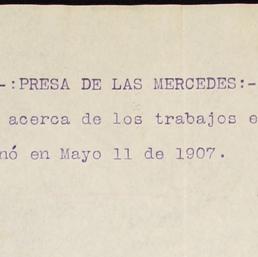 -:PRESA DE LAS MERCEDES:-
acerca de los trabajos e
nó en Mayo 11 de 1907.